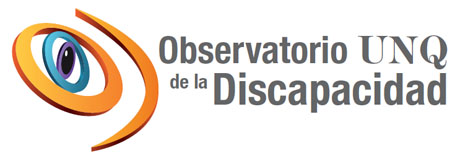 Observatorio UNQ
de la Discapacidad